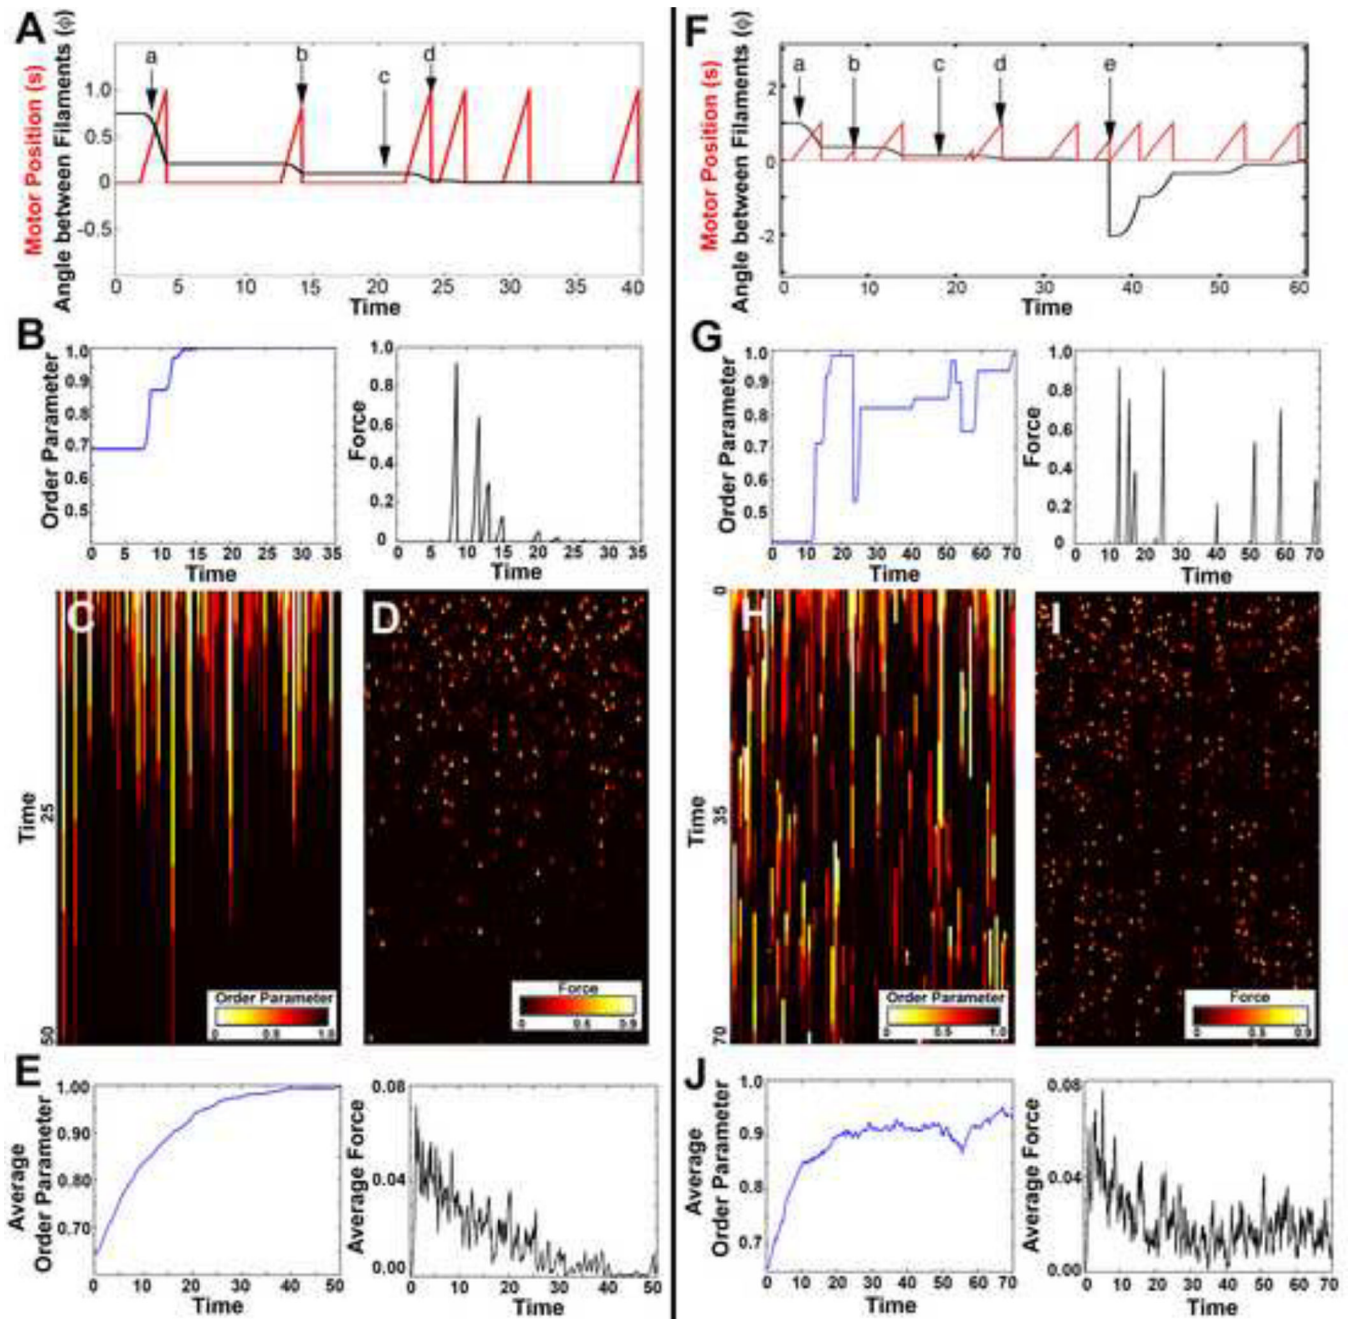 A
Motor Position (s)
Angle between Filaments (ϕ)
a b c d
1.0
0.5
0
-0.5
0 5 10 15 20 25 30 35 40
Time
B
Order Parameter
1.0
0.9
0.8
0.7
0.6
0.5
0 5 10 15 20 25 30 35
Time
Force
1.0
0.8
0.6
0.4
0.2
0
0 5 10 15 20 25 30 35
Time
C
Time
25
50
Order Parameter
0 0.5 1.0
D
Force
0 0.5 0.9
E
Average
Order Parameter
1.00
0.90
0.80
0.70
0 10 20 30 40 50
Time
Average Force
0.08
0.04
0.00
0 10 20 30 40 50
Time
F
Motor Position (s)
Angle between Filaments (ϕ)
a b c d e
2
0
-2
0 10 20 30 40 50 60
Time
G
Order Parameter
1.0
0.9
0.8
0.7
0.6
0.5
0 10 20 30 40 50 60 70
Time
Force
1.0
0.8
0.6
0.4
0.2
0
0 10 20 30 40 50 60 70
Time
H
Time
0
35
70
Order Parameter
0 0.5 1.0
I
Force
0 0.5 0.9
J
Average
Order Parameter
1.0
0.9
0.8
0.7
0 10 20 30 40 50 60 70
Time
Average Force
0.08
0.04
0.00
0 10 20 30 40 50 60 70
Time